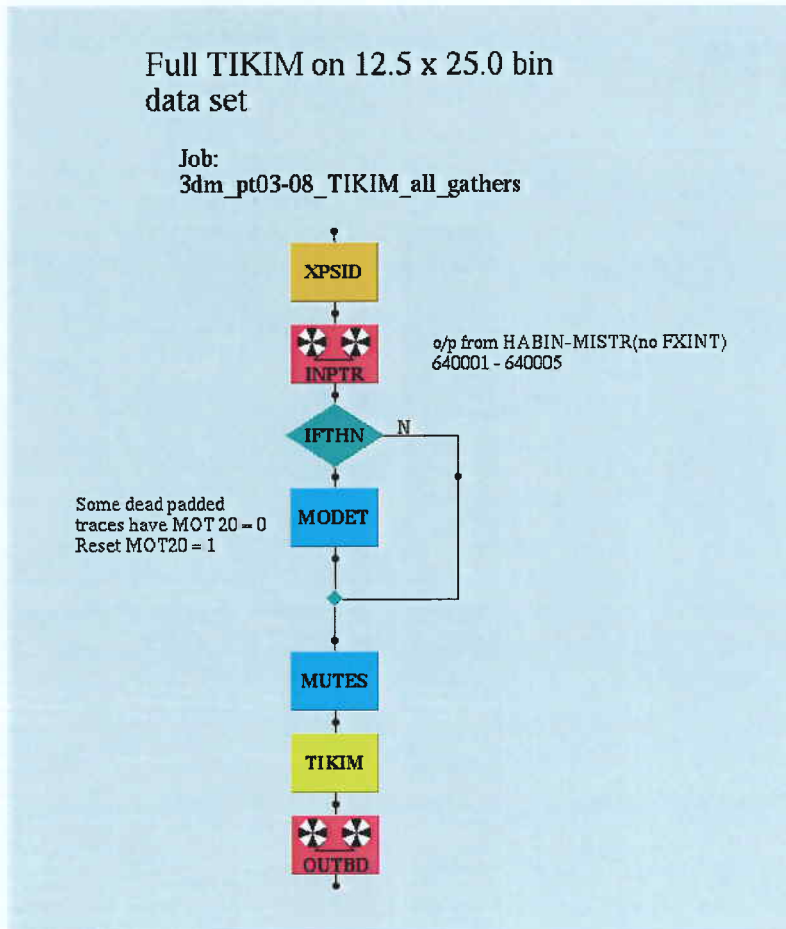 Full TIKIM on 12.5 x 25.0 bin
data set
Job:
3dm_pt03-08_TIKIM_all_gathers
XPSID
INPTR
o/p from HABIN-MISTR(no FXINT)
640001 - 640005
IFTHN
N
Some dead padded
traces have MOT 20 = 0
Reset MOT20 = 1
MODET
MUTES
TIKIM
OUTBD